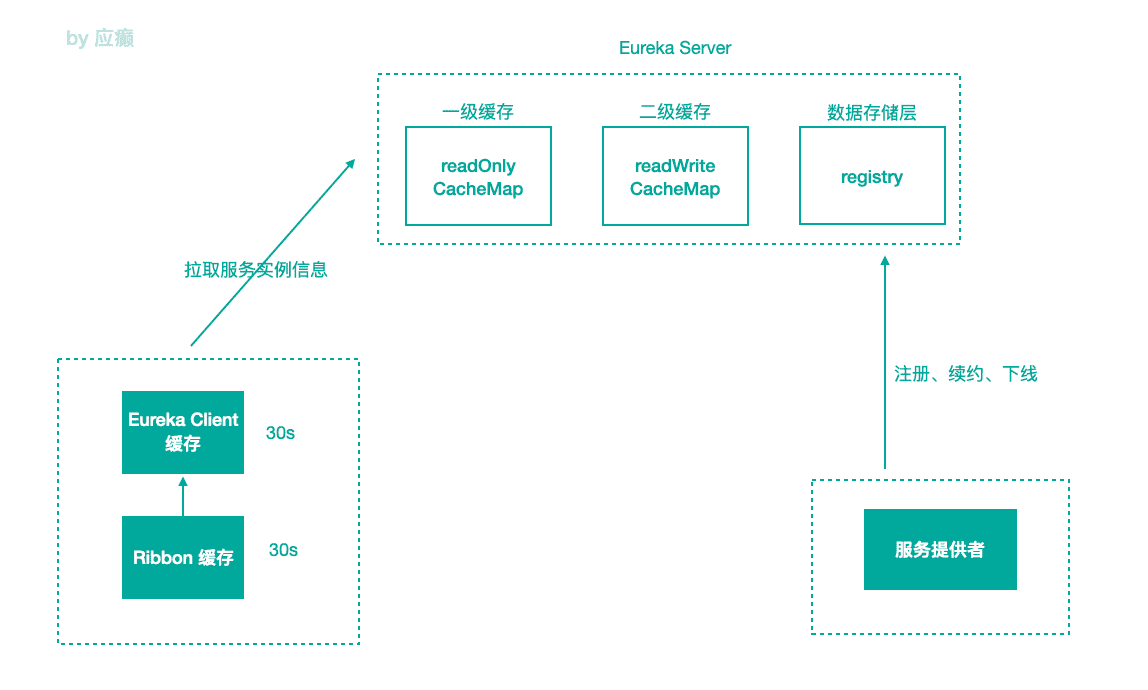 by 应癫
Eureka Server
一级缓存
readOnly
CacheMap
二级缓存
readWrite
CacheMap
数据存储层
registry
拉取服务实例信息
注册、续约、下线
Eureka Client
缓存
30s
Ribbon 缓存
30s
服务提供者